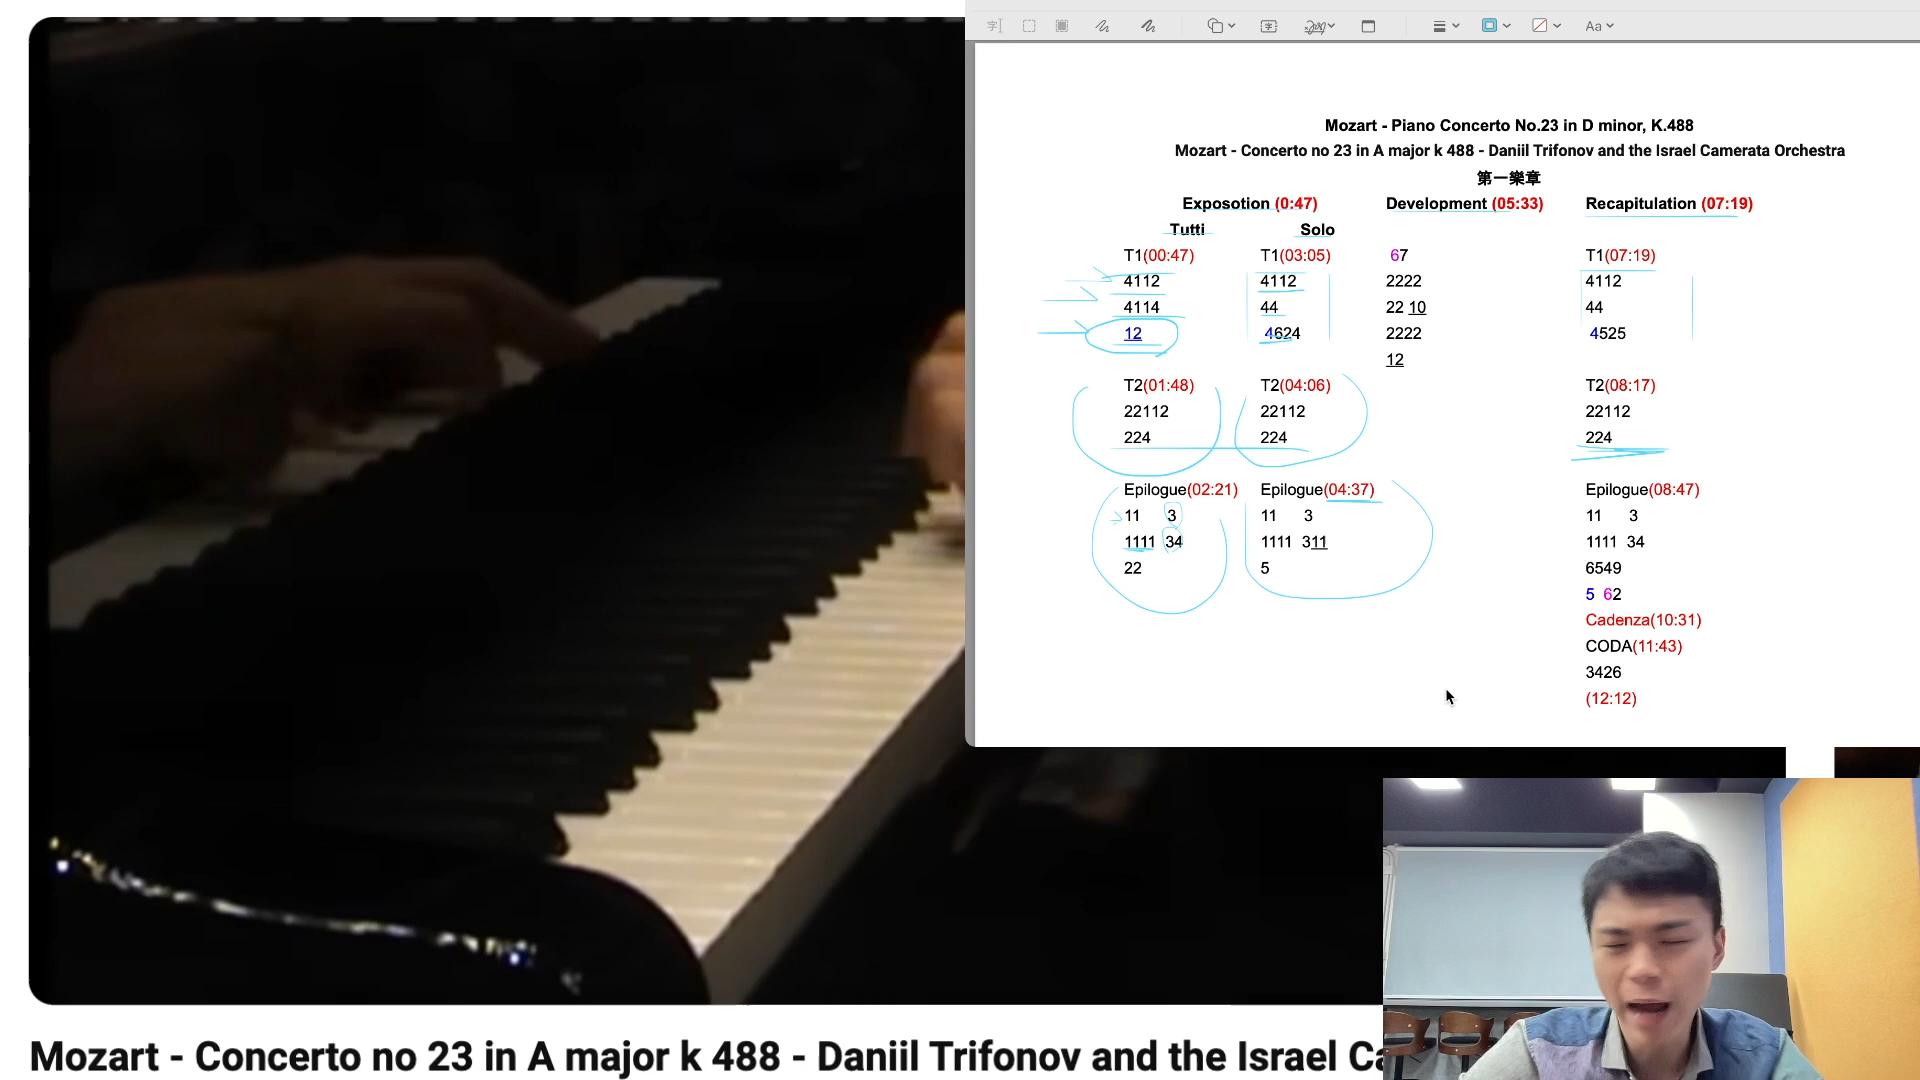 Aa
Mozart - Piano Concerto No.23 in D minor, K.488
Mozart - Concerto no 23 in A major k 488 - Daniil Trifonov and the Israel Camerata Orchestra
第一樂章
Exposotion (0:47) Development (05:33) Recapitulation (07:19)
Tutti Solo
T1(00:47) T1(03:05) 67 T1(07:19)
4112 4112 2222 4112
4114 44 22 10 44
12 4624 2222 4525
12
T2(01:48) T2(04:06) T2(08:17)
22112 22112 22112
224 224 224
Epilogue(02:21) Epilogue(04:37) Epilogue(08:47)
11 3 11 3 11 3
1111 34 1111 311 1111 34
22 5 6549
5 62
Cadenza(10:31)
CODA(11:43)
3426
(12:12)
Mozart - Concerto no 23 in A major k 488 - Daniil Trifonov and the Israel